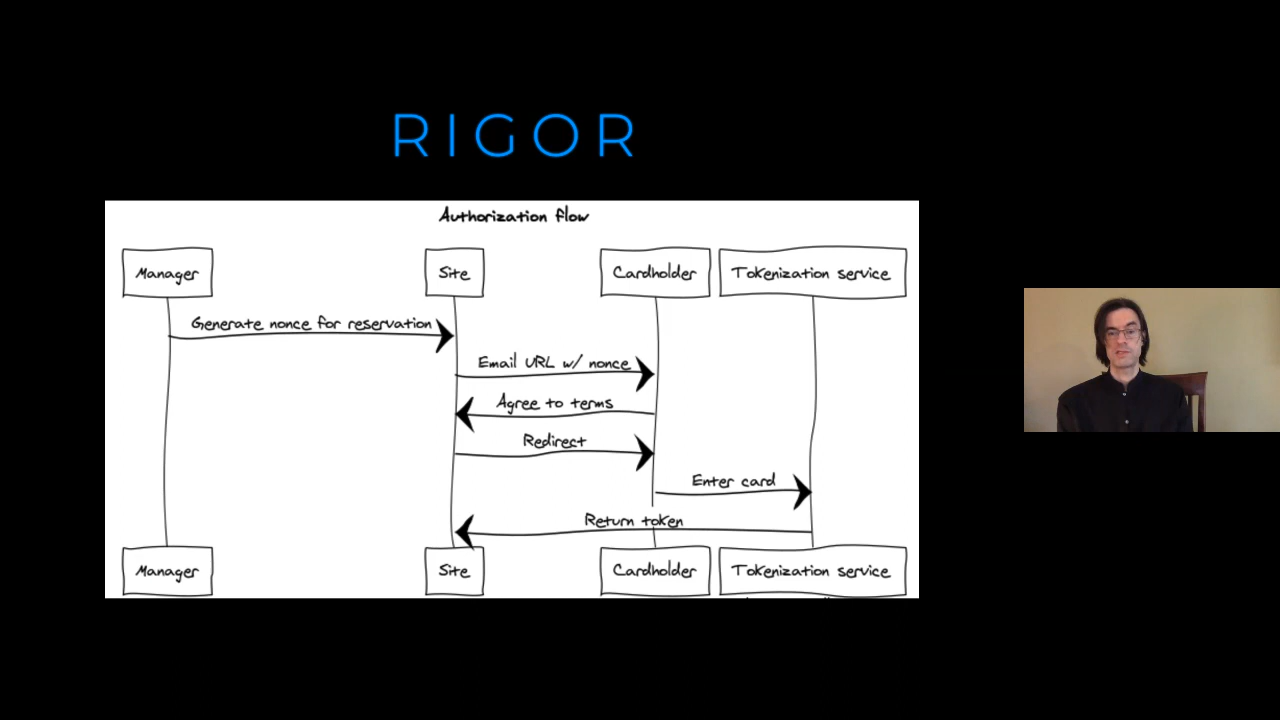 RIGOR
Authorization flow
Manager Site Cardholder Tokenization service
Generate nonce for reservation
Email URL w/ nonce
Agree to terms
Redirect
Enter card
Return token
Manager Site Cardholder Tokenization service